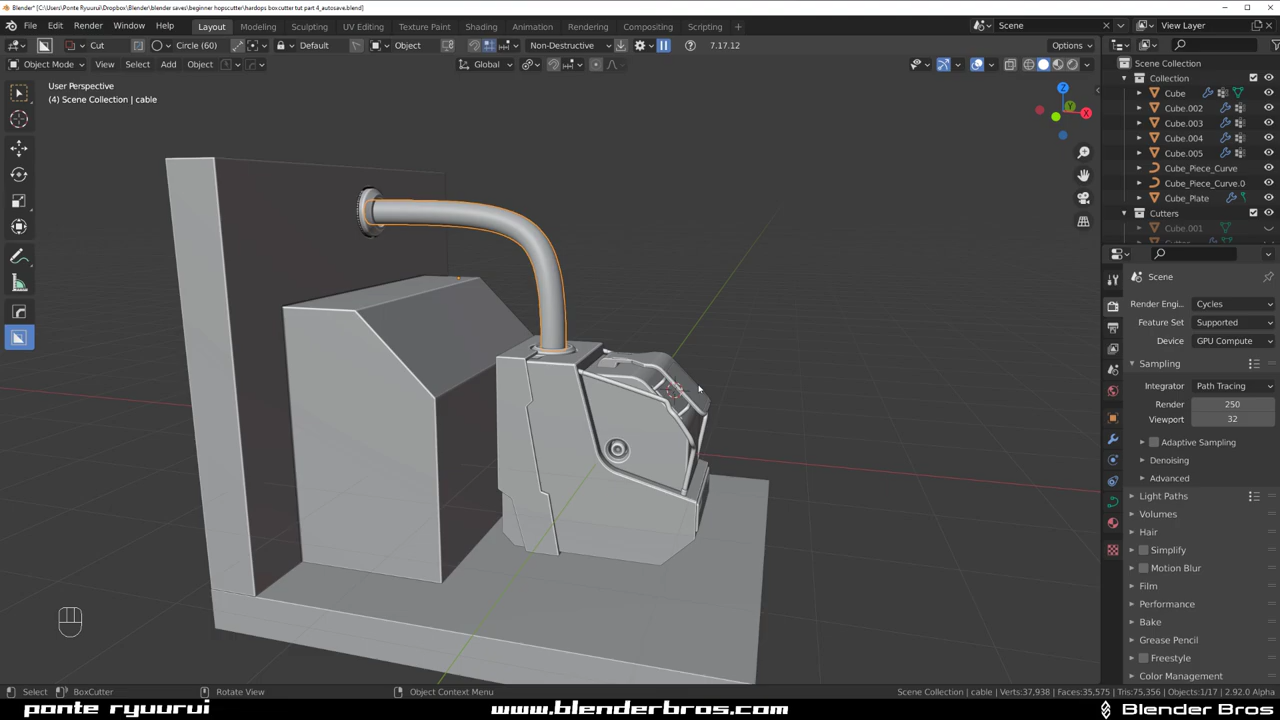 Blender* [C:\Users\Ponte Ryuurui\Dropbox\Blender\blender saves\beginner hopscutter\hardops boxcutter tut part 4_autosave.blend]
File Edit Render Window Help Layout Modeling Sculpting UV Editing Texture Paint Shading Animation Rendering Compositing Scripting Scene View Layer
Cut Circle (60) Default Object Non-Destructive 7.17.12 Options
Object Mode View Select Add Object Global
User Perspective
(4) Scene Collection | cable
Z
Y
X
Scene Collection
Collection
Cube
Cube.002
Cube.003
Cube.004
Cube.005
Cube_Piece_Curve
Cube_Piece_Curve.0
Cube_Plate
Cutters
Cube.001
Scene
Render Engi... Cycles
Feature Set Supported
Device GPU Compute
Sampling
Integrator Path Tracing
Render 250
Viewport 32
Adaptive Sampling
Denoising
Advanced
Light Paths
Volumes
Hair
Simplify
Motion Blur
Film
Performance
Bake
Grease Pencil
Freestyle
Color Management
Select BoxCutter Rotate View Object Context Menu Scene Collection | cable | Verts:37,938 | Faces:35,575 | Tris:75,356 | Objects:1/17 | 2.92.0 Alpha
ponte ryuurui www.blenderbros.com Blender Bros